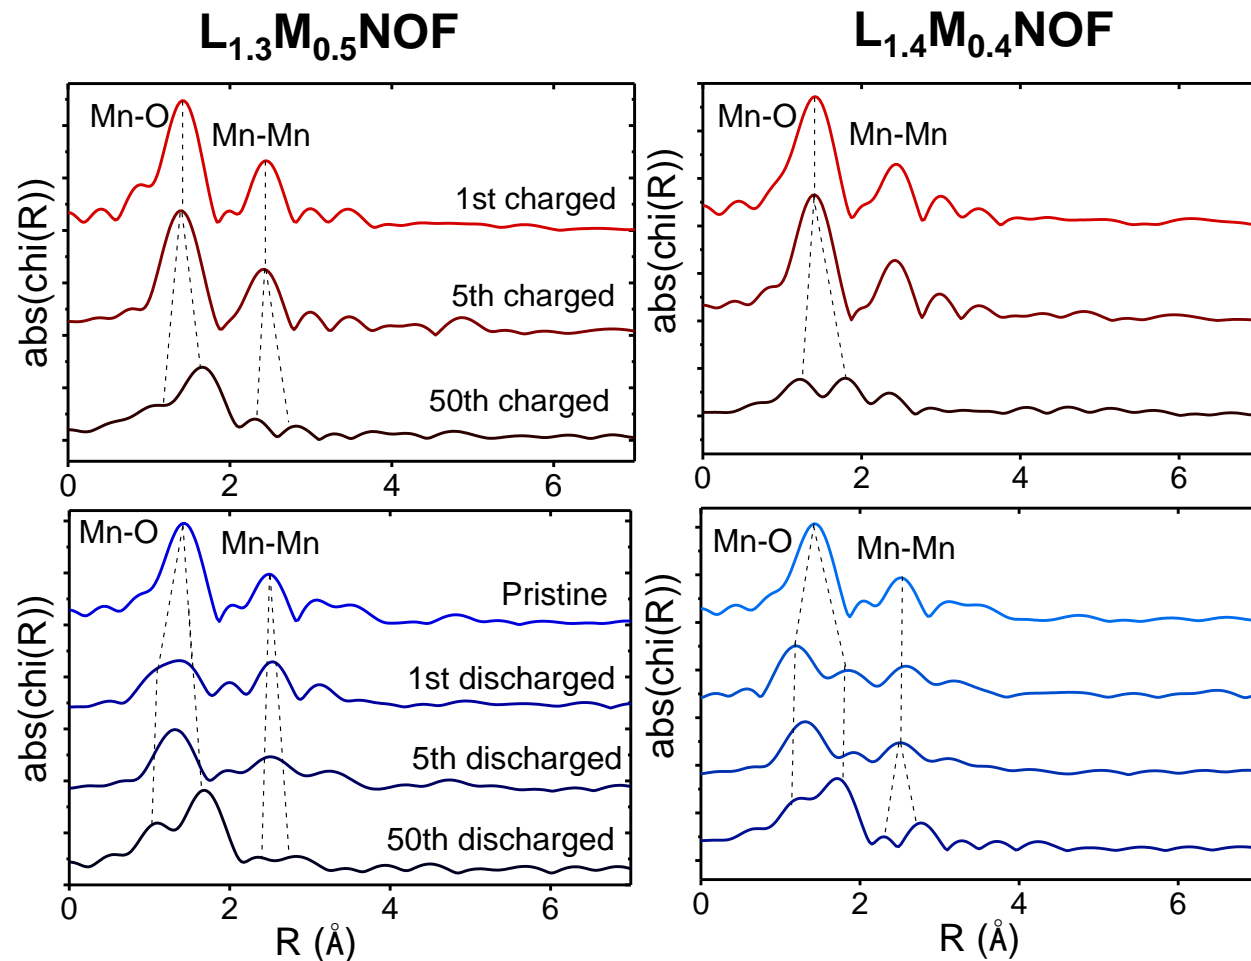 L1.3M0.5NOF
L1.4M0.4NOF
Mn-O
Mn-Mn
1st charged
5th charged
50th charged
abs(chi(R))
0 2 4 6
Mn-O
Mn-Mn
abs(chi(R))
0 2 4 6
Mn-O
Mn-Mn
Pristine
1st discharged
5th discharged
50th discharged
abs(chi(R))
0 2 4 6
R (Å)
Mn-O
Mn-Mn
abs(chi(R))
0 2 4 6
R (Å)